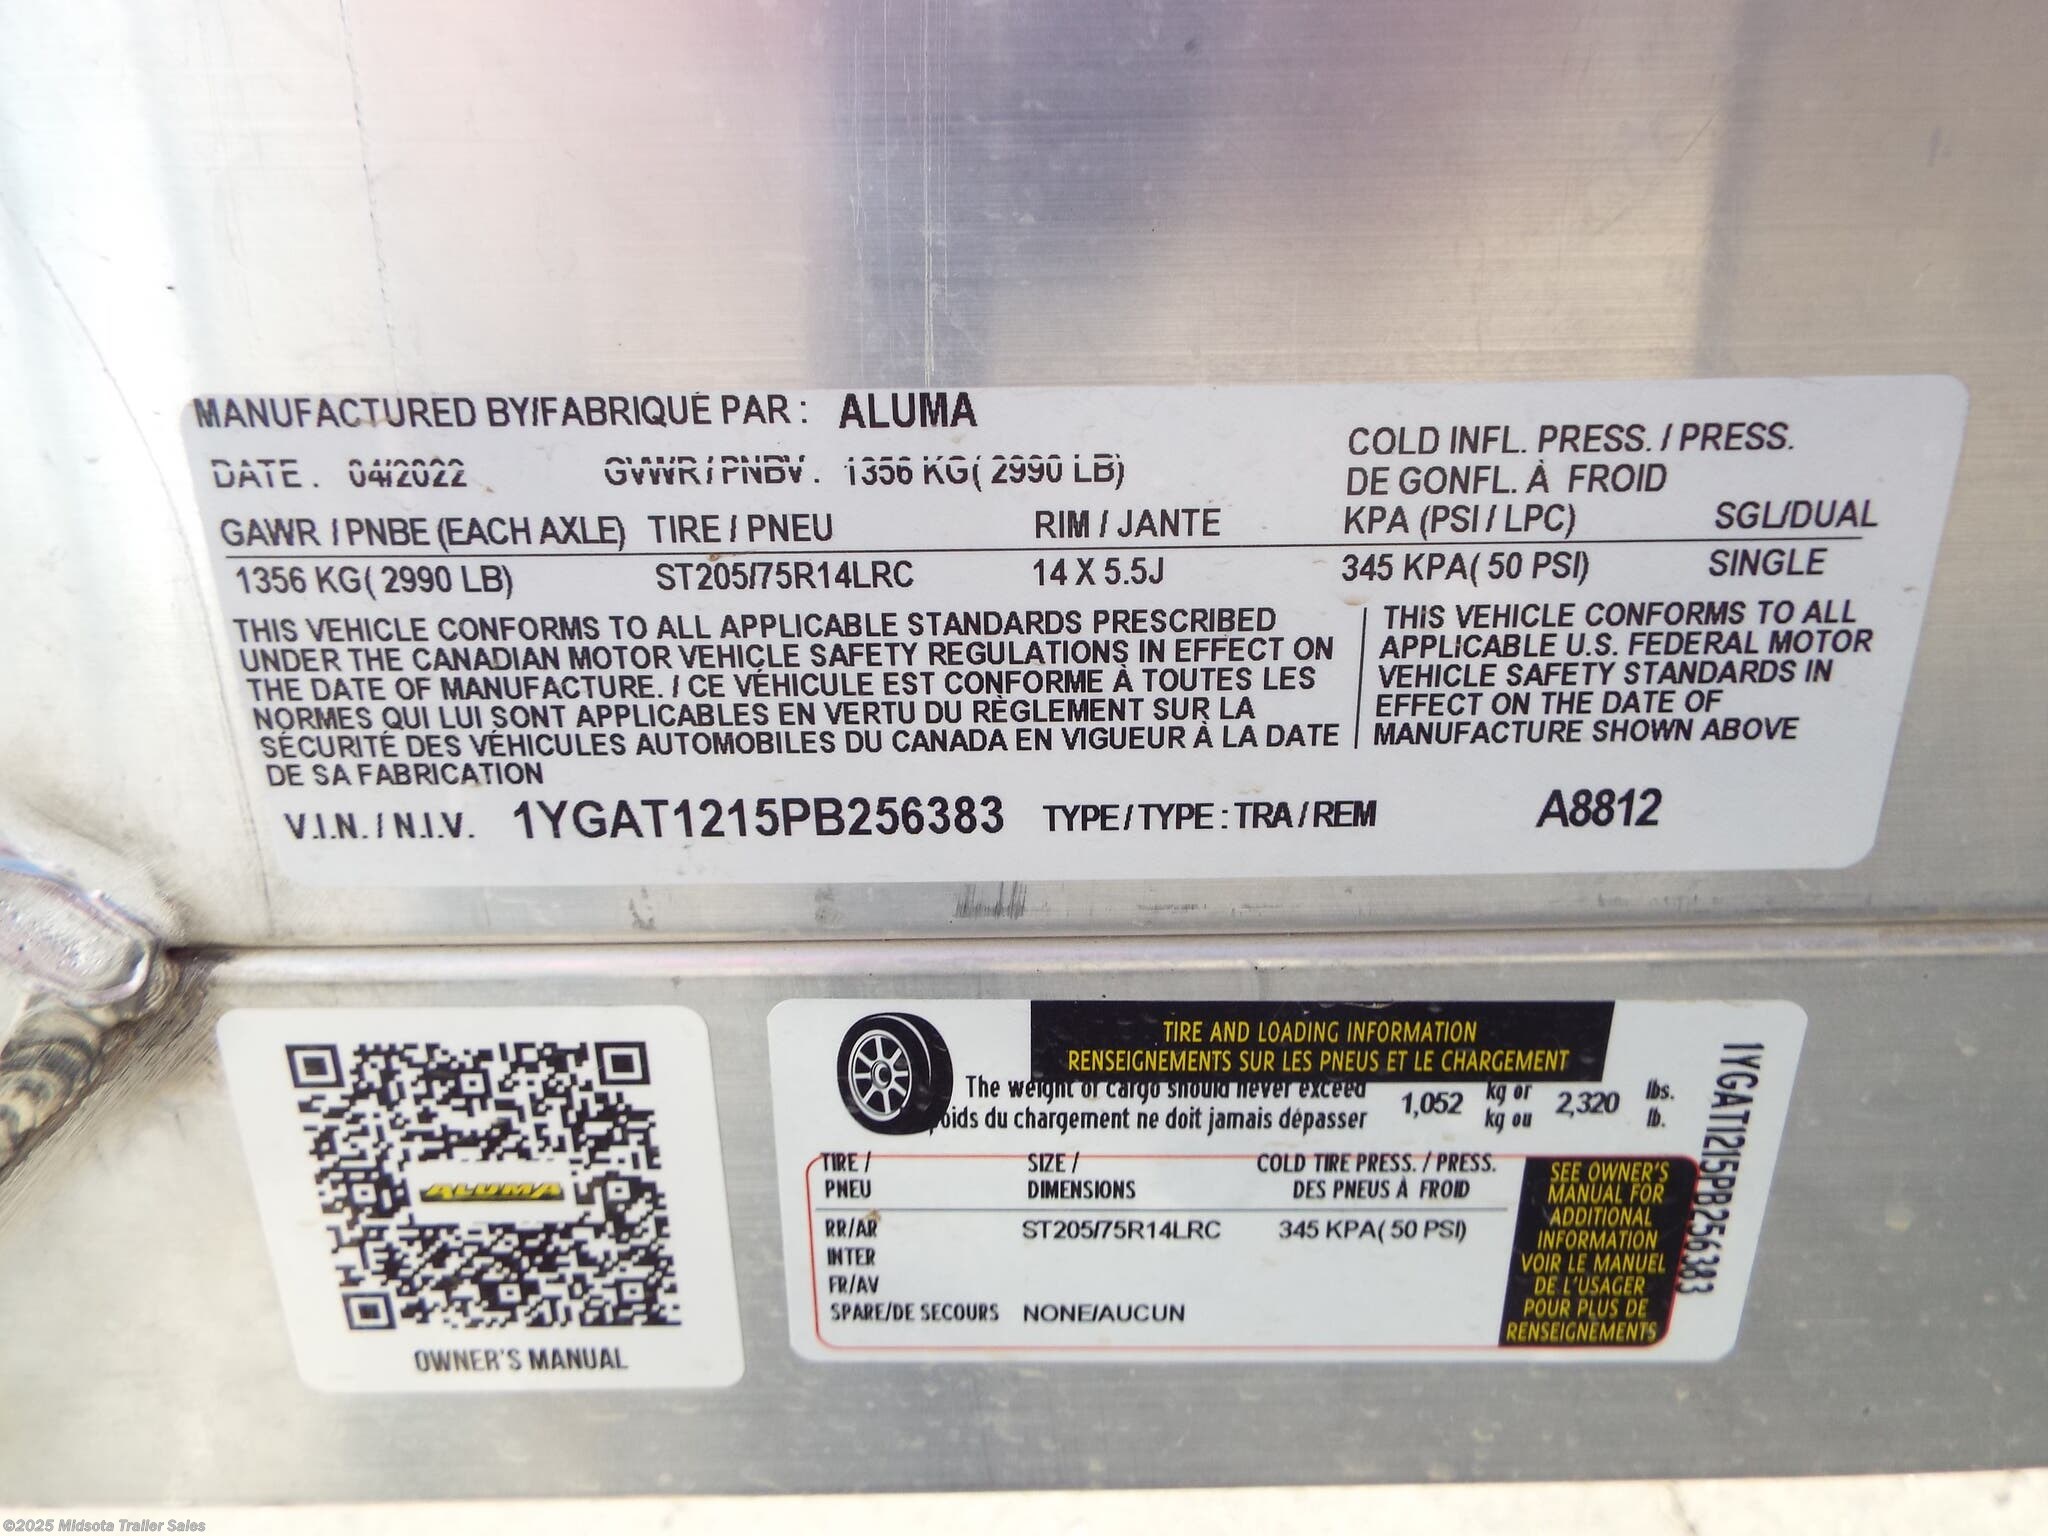 MANUFACTURED BY/FABRIQUÉ PAR : ALUMA
DATE . 04/2022 GVWR / PNBV . 1356 KG( 2990 LB)
COLD INFL. PRESS. / PRESS.
DE GONFL. À FROID
GAWR / PNBE (EACH AXLE) TIRE / PNEU RIM / JANTE KPA (PSI / LPC) SGL/DUAL
1356 KG( 2990 LB) ST205/75R14LRC 14 X 5.5J 345 KPA( 50 PSI) SINGLE
THIS VEHICLE CONFORMS TO ALL APPLICABLE STANDARDS PRESCRIBED
UNDER THE CANADIAN MOTOR VEHICLE SAFETY REGULATIONS IN EFFECT ON
THE DATE OF MANUFACTURE. / CE VÉHICULE EST CONFORME À TOUTES LES
NORMES QUI LUI SONT APPLICABLES EN VERTU DU RÈGLEMENT SUR LA
SÉCURITÉ DES VÉHICULES AUTOMOBILES DU CANADA EN VIGUEUR À LA DATE
DE SA FABRICATION
THIS VEHICLE CONFORMS TO ALL
APPLICABLE U.S. FEDERAL MOTOR
VEHICLE SAFETY STANDARDS IN
EFFECT ON THE DATE OF
MANUFACTURE SHOWN ABOVE
V.I.N. / N.I.V. 1YGAT1215PB256383 TYPE / TYPE : TRA / REM A8812
ALUMA
OWNER'S MANUAL
TIRE AND LOADING INFORMATION
RENSEIGNEMENTS SUR LES PNEUS ET LE CHARGEMENT
The weight of cargo should never exceed 1,052 kg or 2,320 lbs.
oids du chargement ne doit jamais dépasser kg ou lb.
TIRE / SIZE / COLD TIRE PRESS. / PRESS.
PNEU DIMENSIONS DES PNEUS À FROID
RR/AR ST205/75R14LRC 345 KPA( 50 PSI)
INTER
FR/AV
SPARE/DE SECOURS NONE/AUCUN
SEE OWNER'S
MANUAL FOR
ADDITIONAL
INFORMATION
VOIR LE MANUEL
DE L'USAGER
POUR PLUS DE
RENSEIGNEMENTS
1YGAT1215PB256383
©2025 Midsota Trailer Sales